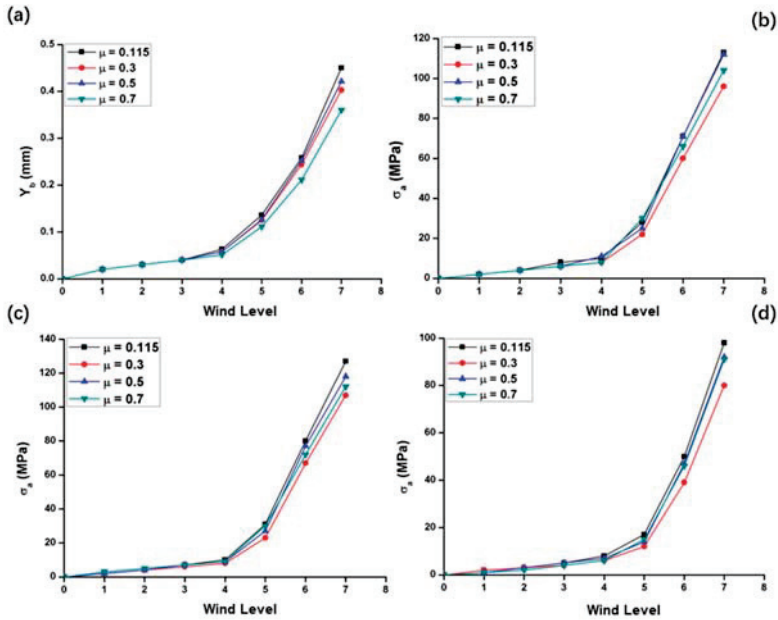 (a)
μ = 0.115
μ = 0.3
μ = 0.5
μ = 0.7
Y_b (mm)
0.5
0.4
0.3
0.2
0.1
0.0
0 1 2 3 4 5 6 7 8
Wind Level
(b)
μ = 0.115
μ = 0.3
μ = 0.5
μ = 0.7
σ_a (MPa)
120
100
80
60
40
20
0
0 1 2 3 4 5 6 7 8
Wind Level
(c)
μ = 0.115
μ = 0.3
μ = 0.5
μ = 0.7
σ_a (MPa)
140
120
100
80
60
40
20
0
0 1 2 3 4 5 6 7 8
Wind Level
(d)
μ = 0.115
μ = 0.3
μ = 0.5
μ = 0.7
σ_a (MPa)
100
80
60
40
20
0
0 1 2 3 4 5 6 7 8
Wind Level